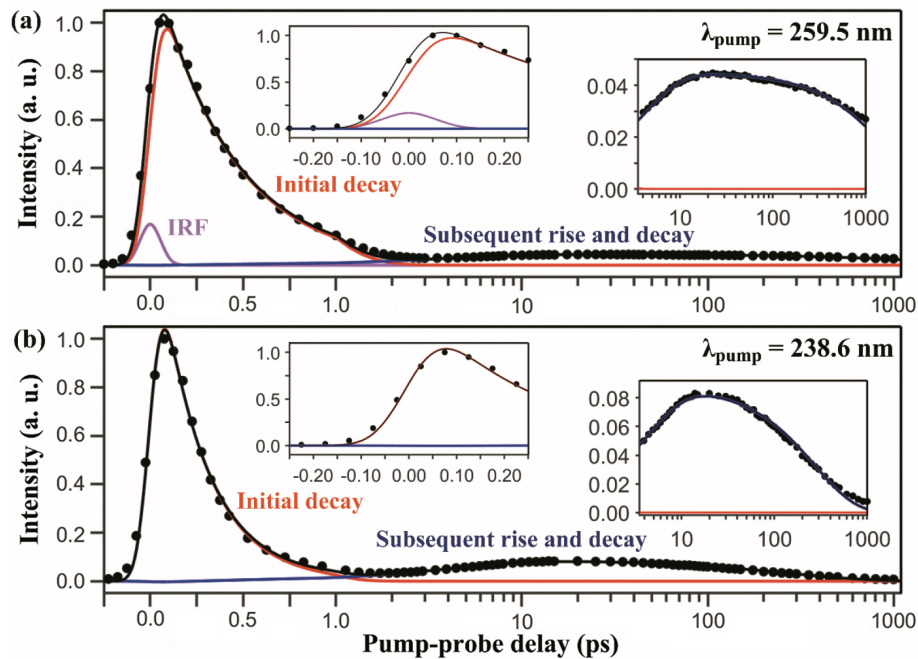 (a)
λpump = 259.5 nm
Intensity (a. u.)
1.0
0.8
0.6
0.4
0.2
0.0
1.0
0.5
0.0
-0.20 -0.10 0.00 0.10 0.20
0.04
0.02
0.00
10 100 1000
Initial decay
IRF
Subsequent rise and decay
0.0 0.5 1.0 10 100 1000
(b)
λpump = 238.6 nm
Intensity (a. u.)
1.0
0.8
0.6
0.4
0.2
0.0
1.0
0.5
0.0
-0.20 -0.10 0.00 0.10 0.20
0.08
0.06
0.04
0.02
0.00
10 100 1000
Initial decay
Subsequent rise and decay
0.0 0.5 1.0 10 100 1000
Pump-probe delay (ps)